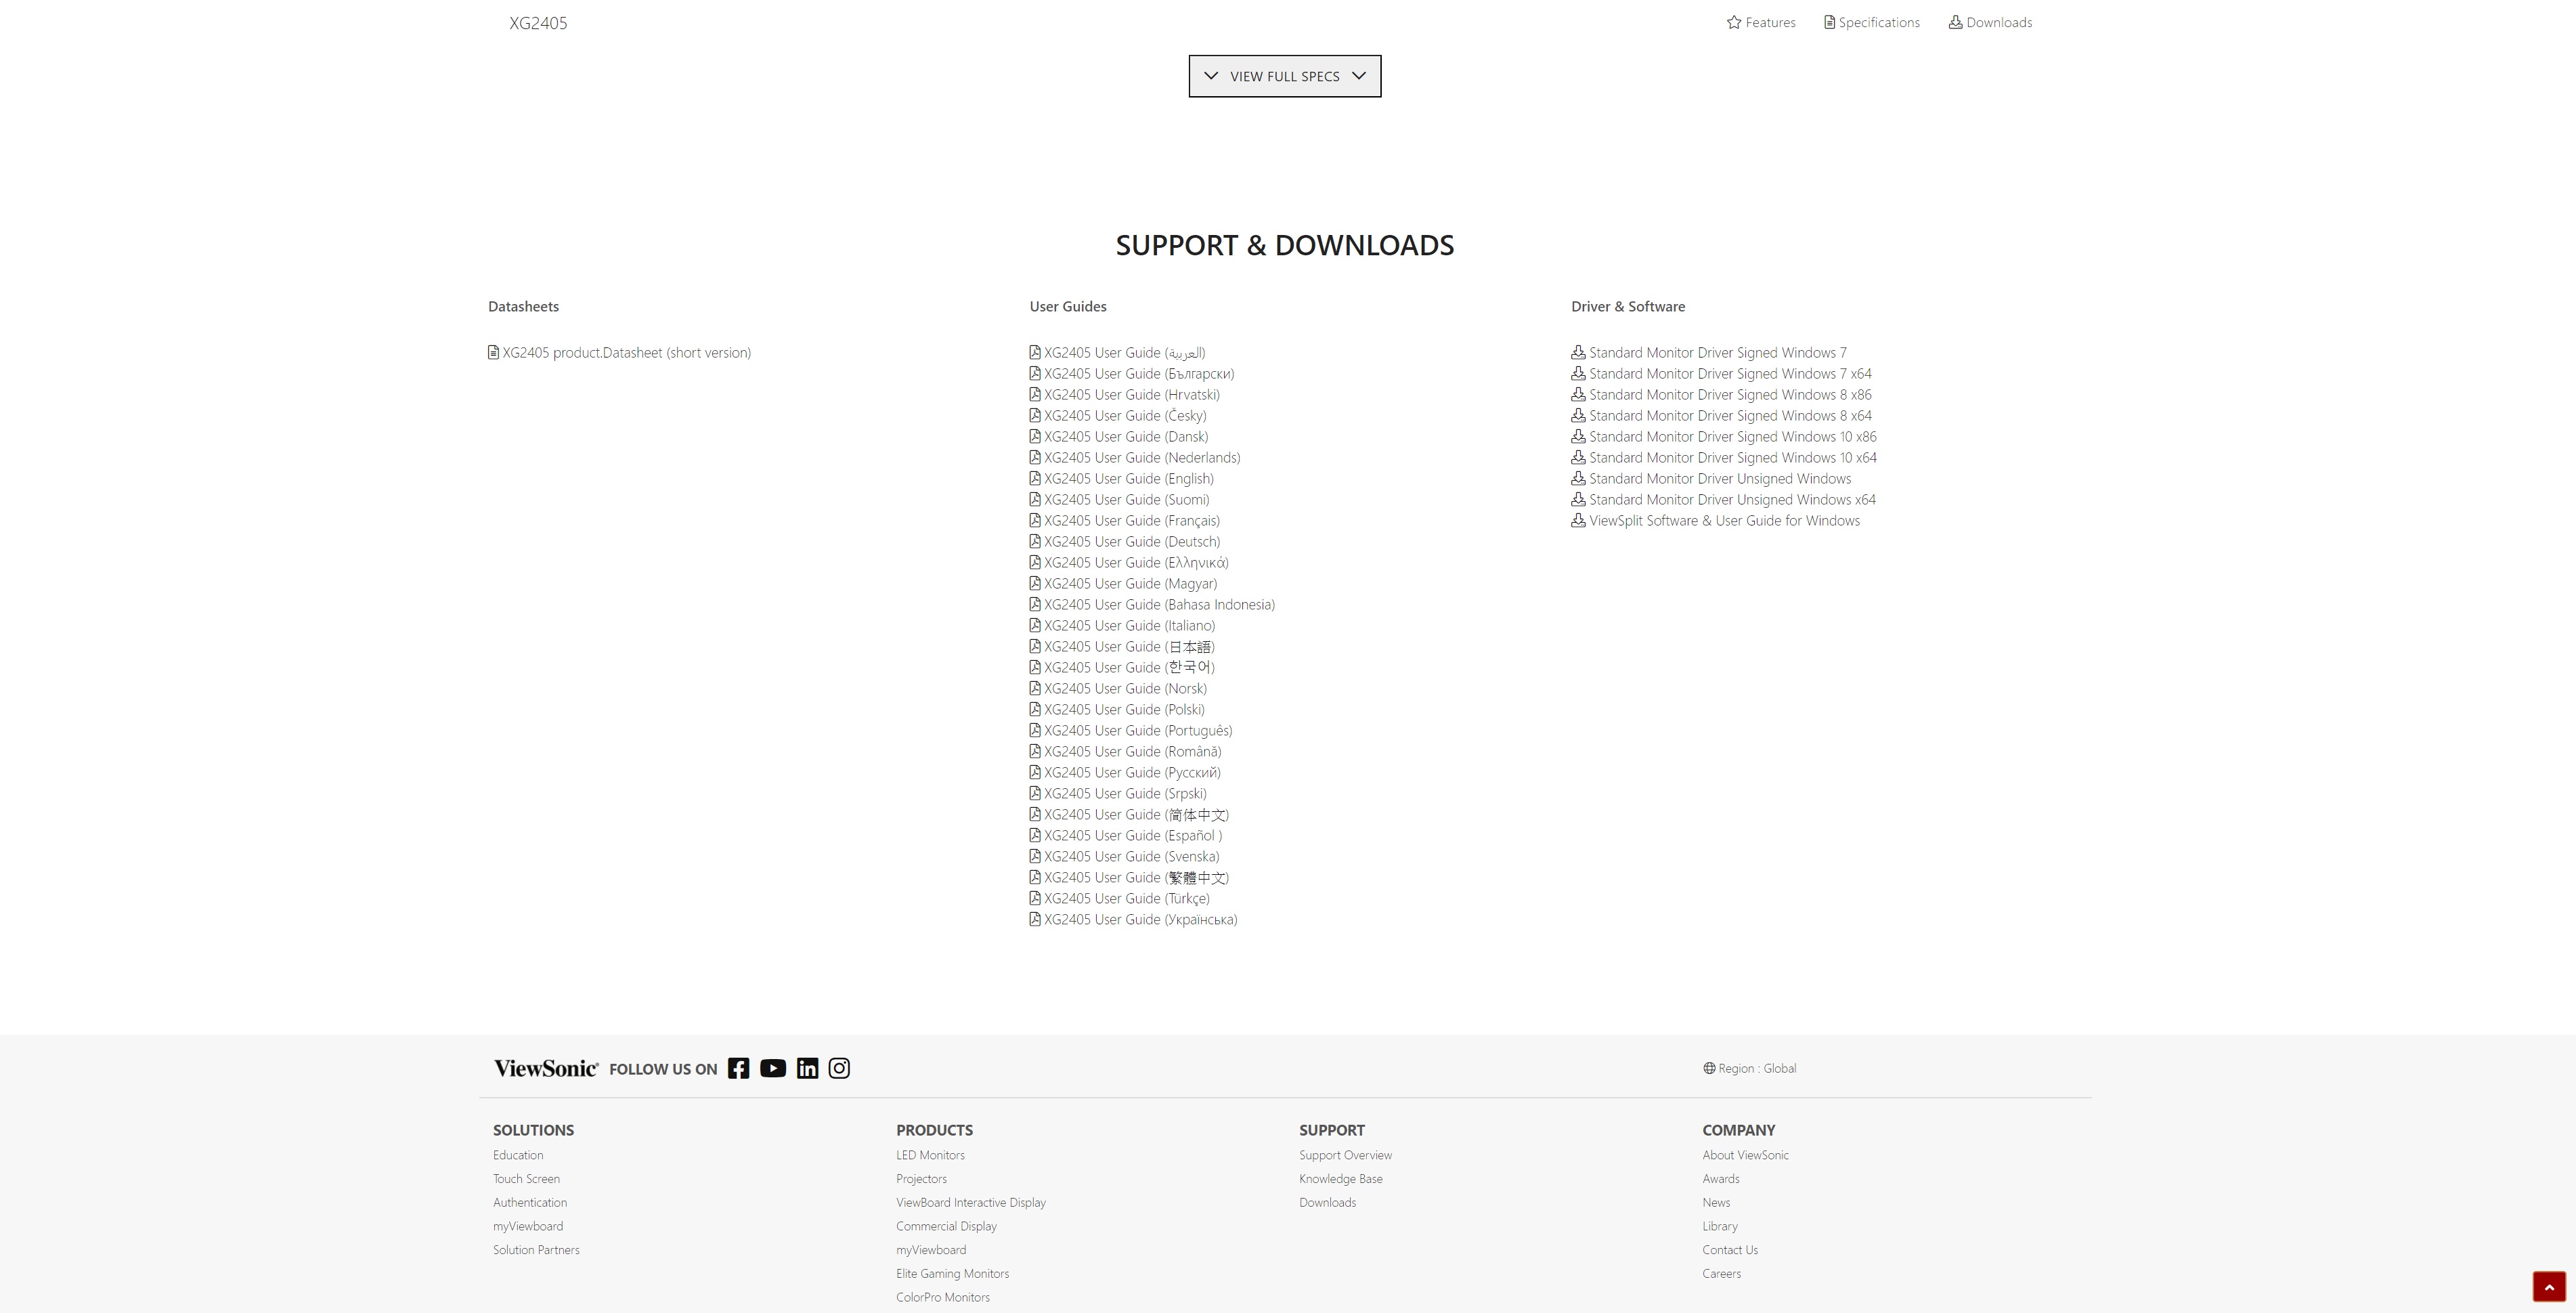 XG2405
Features
Specifications
Downloads
VIEW FULL SPECS
SUPPORT & DOWNLOADS
Datasheets
XG2405 product.Datasheet (short version)
User Guides
XG2405 User Guide (العربية)
XG2405 User Guide (Български)
XG2405 User Guide (Hrvatski)
XG2405 User Guide (Česky)
XG2405 User Guide (Dansk)
XG2405 User Guide (Nederlands)
XG2405 User Guide (English)
XG2405 User Guide (Suomi)
XG2405 User Guide (Français)
XG2405 User Guide (Deutsch)
XG2405 User Guide (Ελληνικά)
XG2405 User Guide (Magyar)
XG2405 User Guide (Bahasa Indonesia)
XG2405 User Guide (Italiano)
XG2405 User Guide (日本語)
XG2405 User Guide (한국어)
XG2405 User Guide (Norsk)
XG2405 User Guide (Polski)
XG2405 User Guide (Português)
XG2405 User Guide (Română)
XG2405 User Guide (Русский)
XG2405 User Guide (Srpski)
XG2405 User Guide (简体中文)
XG2405 User Guide (Español )
XG2405 User Guide (Svenska)
XG2405 User Guide (繁體中文)
XG2405 User Guide (Türkçe)
XG2405 User Guide (Українська)
Driver & Software
Standard Monitor Driver Signed Windows 7
Standard Monitor Driver Signed Windows 7 x64
Standard Monitor Driver Signed Windows 8 x86
Standard Monitor Driver Signed Windows 8 x64
Standard Monitor Driver Signed Windows 10 x86
Standard Monitor Driver Signed Windows 10 x64
Standard Monitor Driver Unsigned Windows
Standard Monitor Driver Unsigned Windows x64
ViewSplit Software & User Guide for Windows
ViewSonic® FOLLOW US ON
Region : Global
SOLUTIONS
Education
Touch Screen
Authentication
myViewboard
Solution Partners
PRODUCTS
LED Monitors
Projectors
ViewBoard Interactive Display
Commercial Display
myViewboard
Elite Gaming Monitors
ColorPro Monitors
SUPPORT
Support Overview
Knowledge Base
Downloads
COMPANY
About ViewSonic
Awards
News
Library
Contact Us
Careers